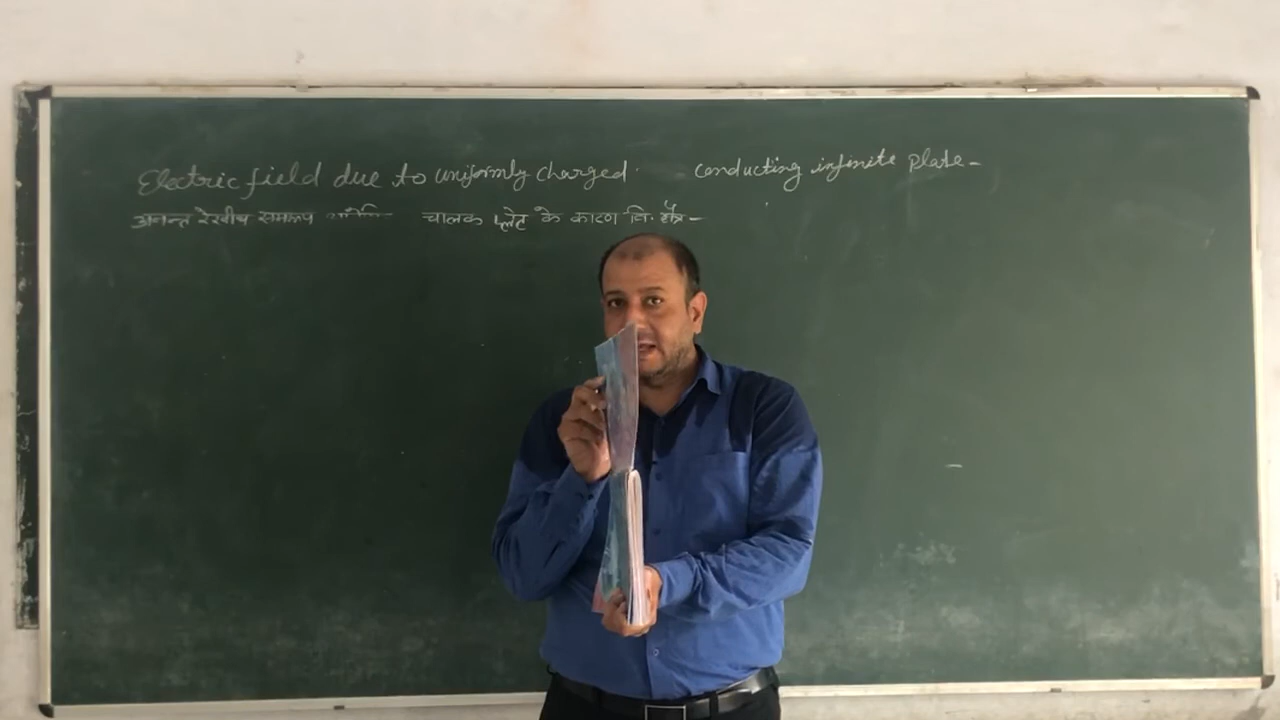 Electric field due to uniformly charged. conducting infinite plate-
अनन्त रेखीय समरूप चालक प्लेट के कारण वि. क्षेत्र-